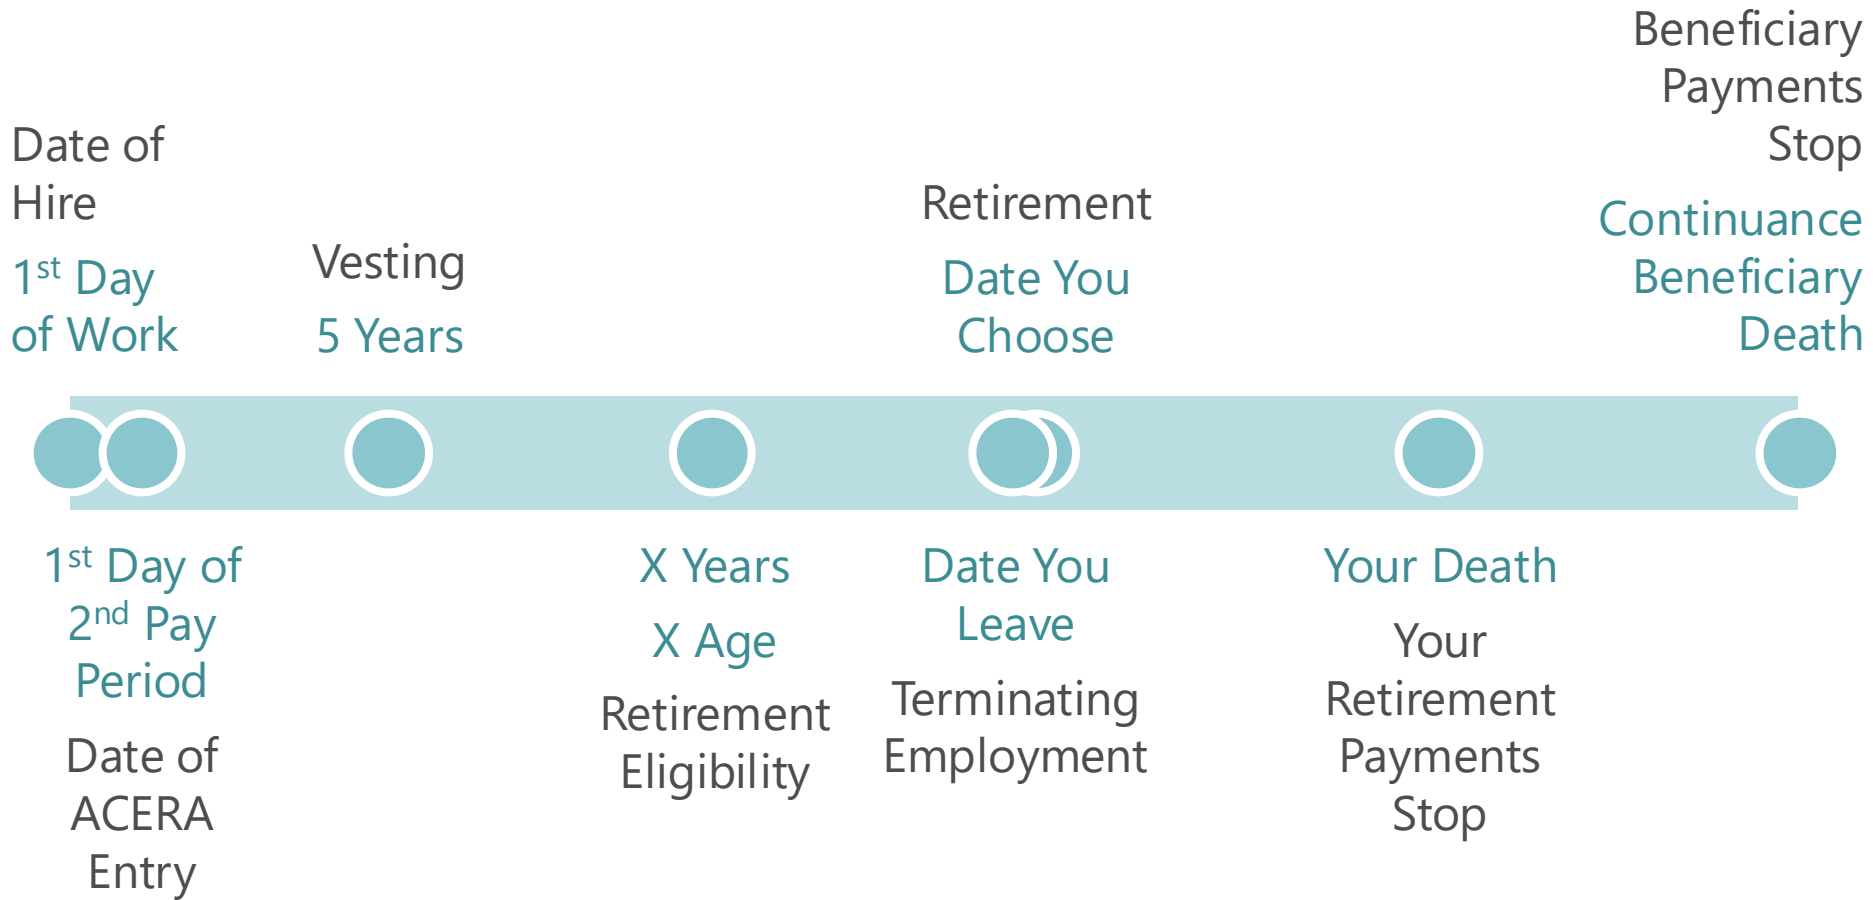 Date of
Hire
1st Day
of Work
Vesting
5 Years
Retirement
Date You
Choose
Beneficiary
Payments
Stop
Continuance
Beneficiary
Death
1st Day of
2nd Pay
Period
Date of
ACERA
Entry
X Years
X Age
Retirement
Eligibility
Date You
Leave
Terminating
Employment
Your Death
Your
Retirement
Payments
Stop